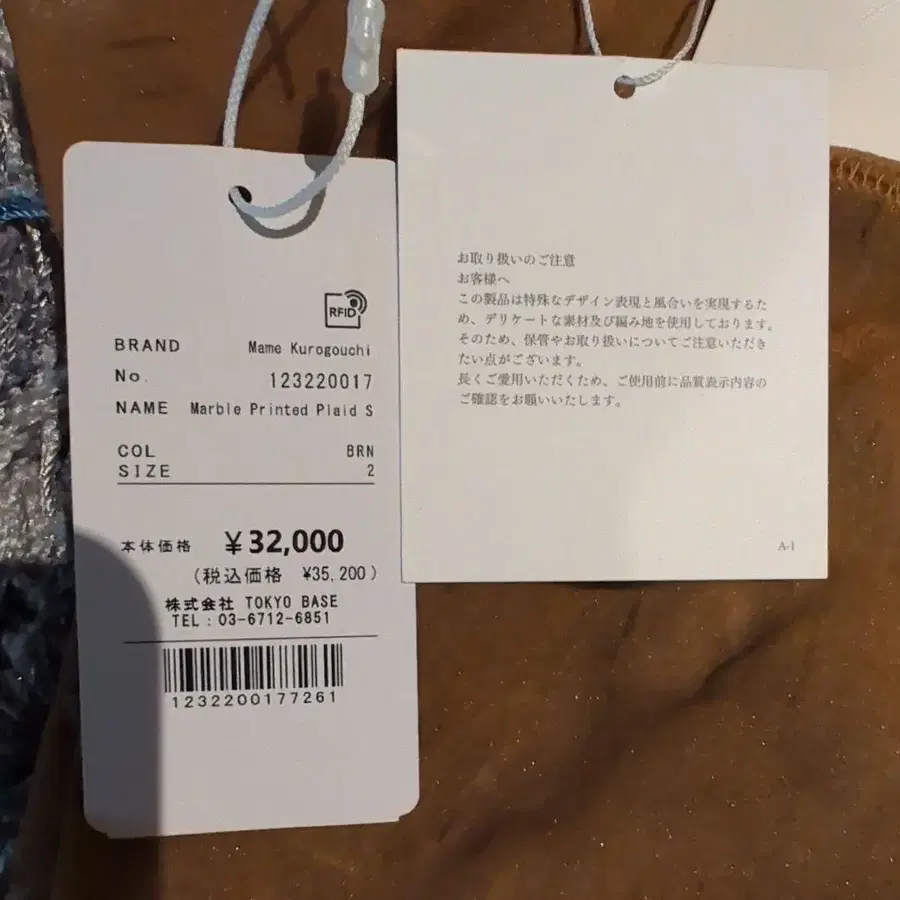 RFID
BRAND Mame Kurogouchi
No. 123220017
NAME Marble Printed Plaid S
COL BRN
SIZE 2
本体価格 ¥32,000
(税込価格 ¥35,200)
株式会社 TOKYO BASE
TEL:03-6712-6851
1232200177261
お取り扱いのご注意
お客様へ
この製品は特殊なデザイン表現と風合いを実現するた
め、デリケートな素材及び編み地を使用しております。
そのため、保管やお取り扱いについてご注意いただき
たい点がございます。
長くご愛用いただくため、ご使用前に品質表示内容の
ご確認をお願いいたします。
A-1